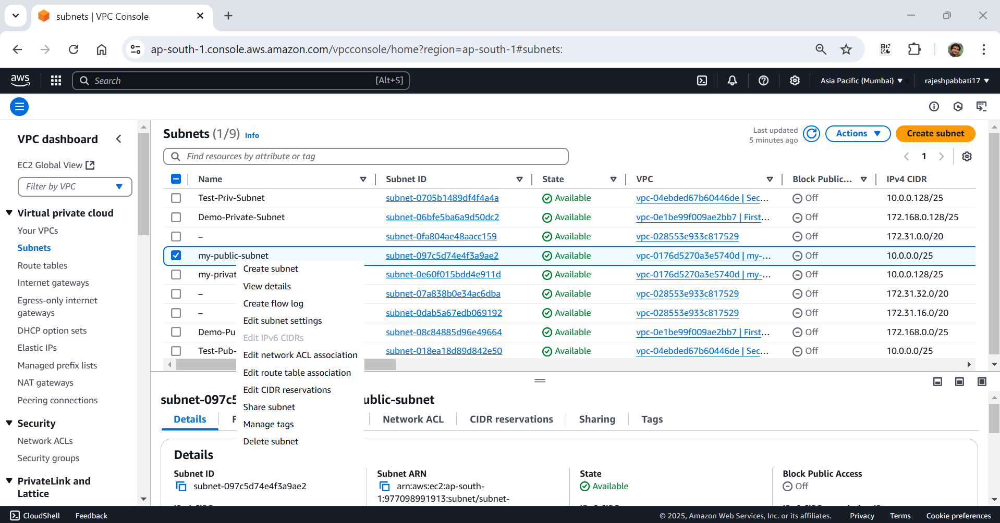 subnets | VPC Console
ap-south-1.console.aws.amazon.com/vpcconsole/home?region=ap-south-1#subnets:
aws
Search [Alt+S]
Asia Pacific (Mumbai)
rajeshpabbati17
VPC dashboard
EC2 Global View
Filter by VPC
Virtual private cloud
Your VPCs
Subnets
Route tables
Internet gateways
Egress-only internet
gateways
DHCP option sets
Elastic IPs
Managed prefix lists
NAT gateways
Peering connections
Security
Network ACLs
Security groups
PrivateLink and
Lattice
Subnets (1/9) Info
Last updated
5 minutes ago
Actions
Create subnet
Find resources by attribute or tag
1
Name Subnet ID State VPC Block Public... IPv4 CIDR
Test-Priv-Subnet subnet-0705b1489df4f4a4a Available vpc-04ebded67b60446de | Sec... Off 10.0.0.128/25
Demo-Private-Subnet subnet-06bfe5ba6a9d50dc2 Available vpc-0e1be99f009ae2bb7 | First... Off 172.168.0.128/25
– subnet-0fa804ae48aacc159 Available vpc-028553e933c817529 Off 172.31.0.0/20
my-public-subnet subnet-097c5d74e4f3a9ae2 Available vpc-0176d5270a3e5740d | my-... Off 10.0.0.0/25
my-privat subnet-0e60f015bdd4e911d Available vpc-0176d5270a3e5740d | my-... Off 10.0.0.128/25
– subnet-07a838b0e34ac6dba Available vpc-028553e933c817529 Off 172.31.32.0/20
– subnet-0dab5a67edb069192 Available vpc-028553e933c817529 Off 172.31.16.0/20
Demo-Pu subnet-08c84885d96e49664 Available vpc-0e1be99f009ae2bb7 | First... Off 172.168.0.0/25
Test-Pub- subnet-018ea18d89d842e50 Available vpc-04ebded67b60446de | Sec... Off 10.0.0.0/25
Create subnet
View details
Create flow log
Edit subnet settings
Edit IPv6 CIDRs
Edit network ACL association
Edit route table association
Edit CIDR reservations
Share subnet
Manage tags
Delete subnet
subnet-097c5 ublic-subnet
Details F Network ACL CIDR reservations Sharing Tags
Details
Subnet ID
subnet-097c5d74e4f3a9ae2
Subnet ARN
arn:aws:ec2:ap-south-
1:977098991913:subnet/subnet-
State
Available
Block Public Access
Off
CloudShell Feedback © 2025, Amazon Web Services, Inc. or its affiliates. Privacy Terms Cookie preferences